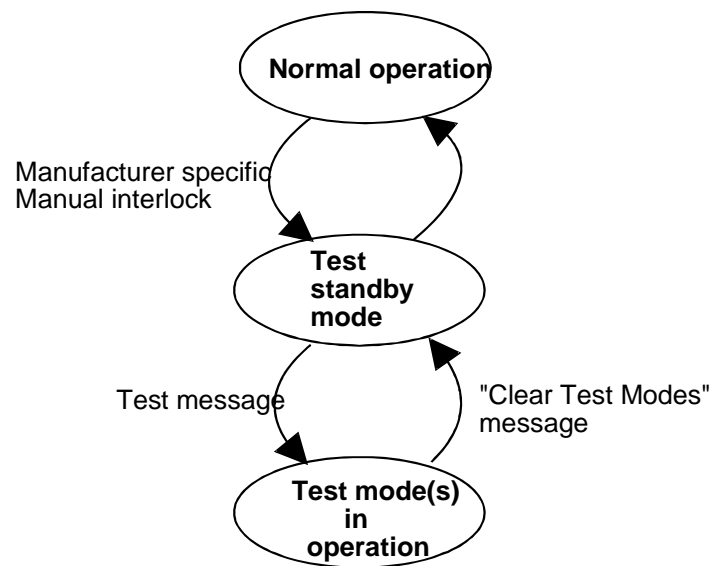 Normal operation
Manufacturer specific
Manual interlock
Test
standby
mode
Test message
"Clear Test Modes"
message
Test mode(s)
in
operation